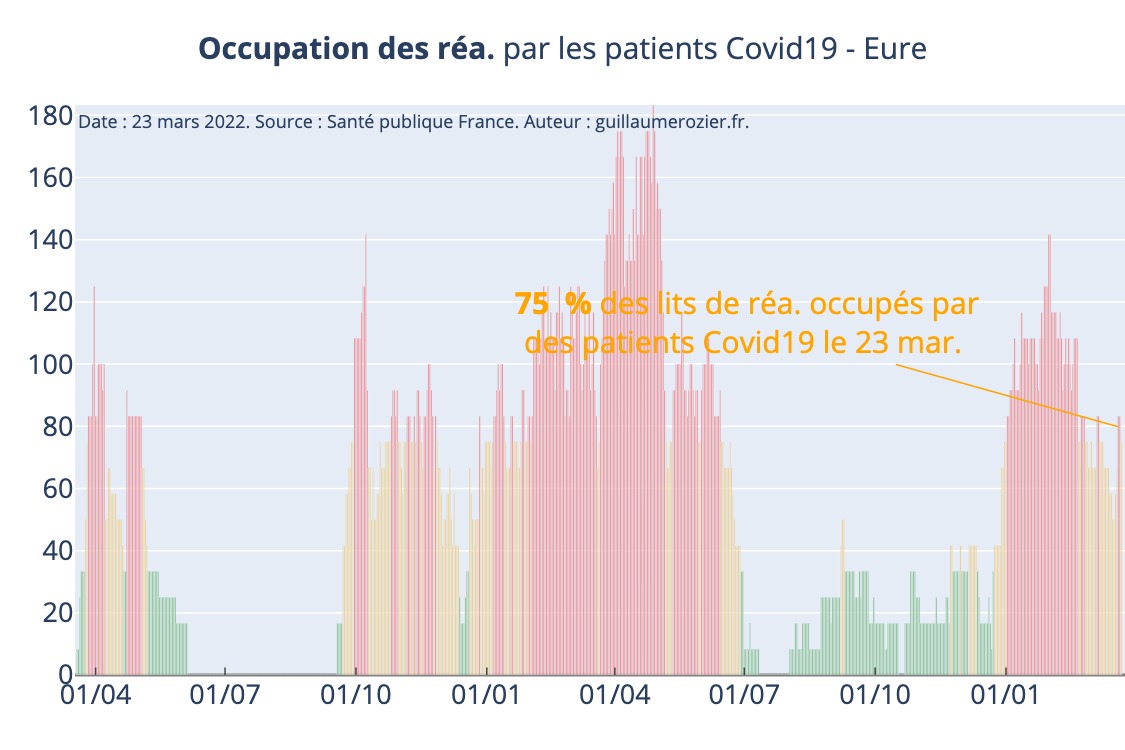 Occupation des réa. par les patients Covid19 - Eure
180
Date : 23 mars 2022. Source : Santé publique France. Auteur : guillaumerozier.fr.
160
140
120
75 % des lits de réa. occupés par
des patients Covid19 le 23 mar.
100
80
60
40
20
0
01/04 01/07 01/10 01/01 01/04 01/07 01/10 01/01